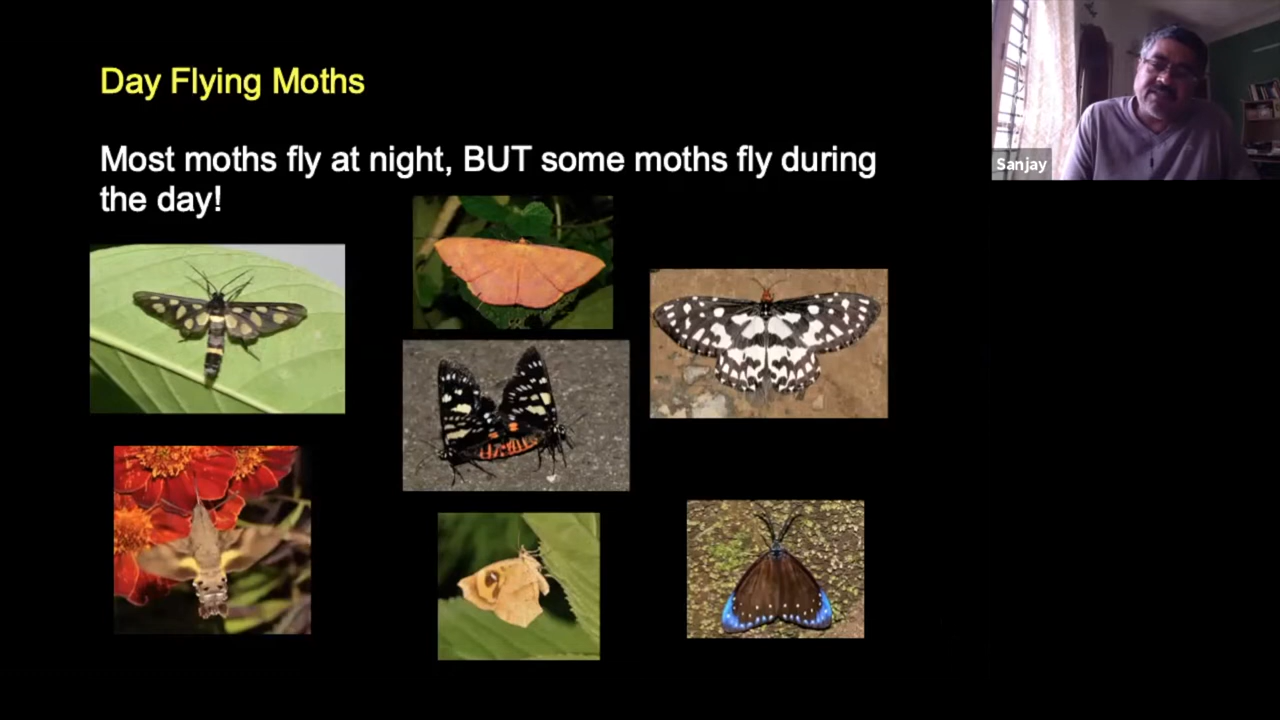 Day Flying Moths
Most moths fly at night, BUT some moths fly during
the day!
Sanjay